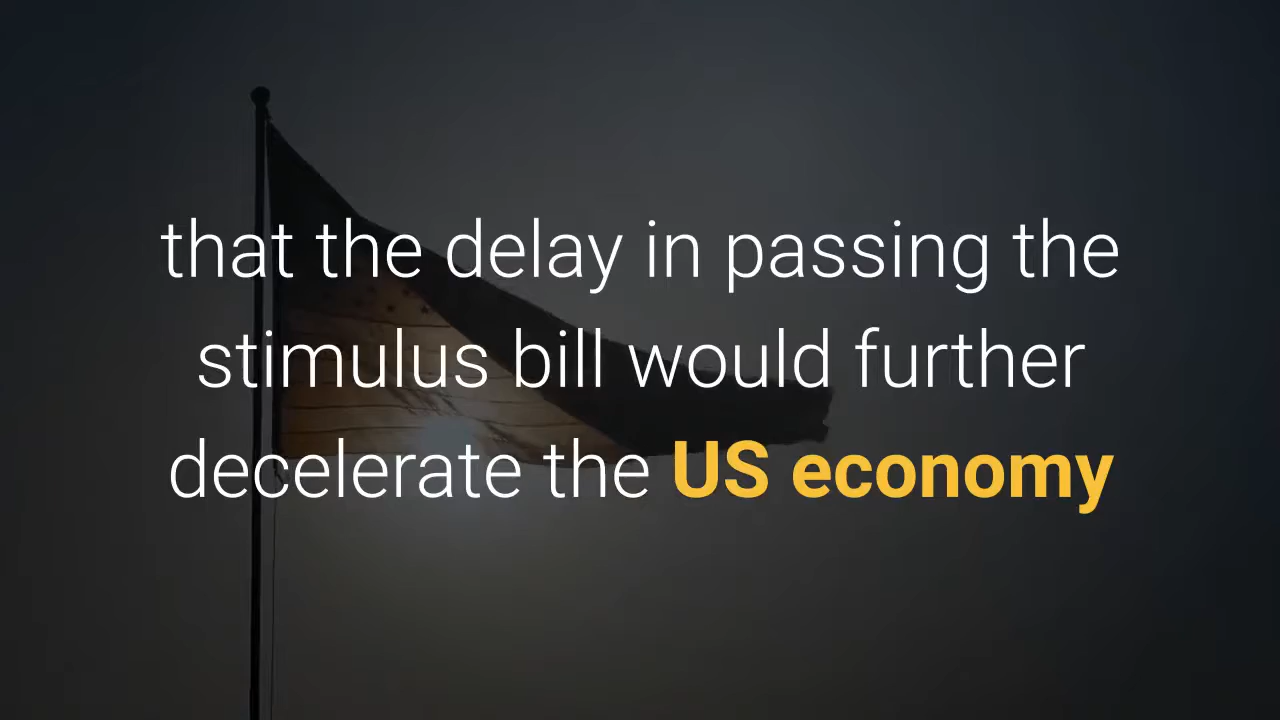 that the delay in passing the
stimulus bill would further
decelerate the US economy